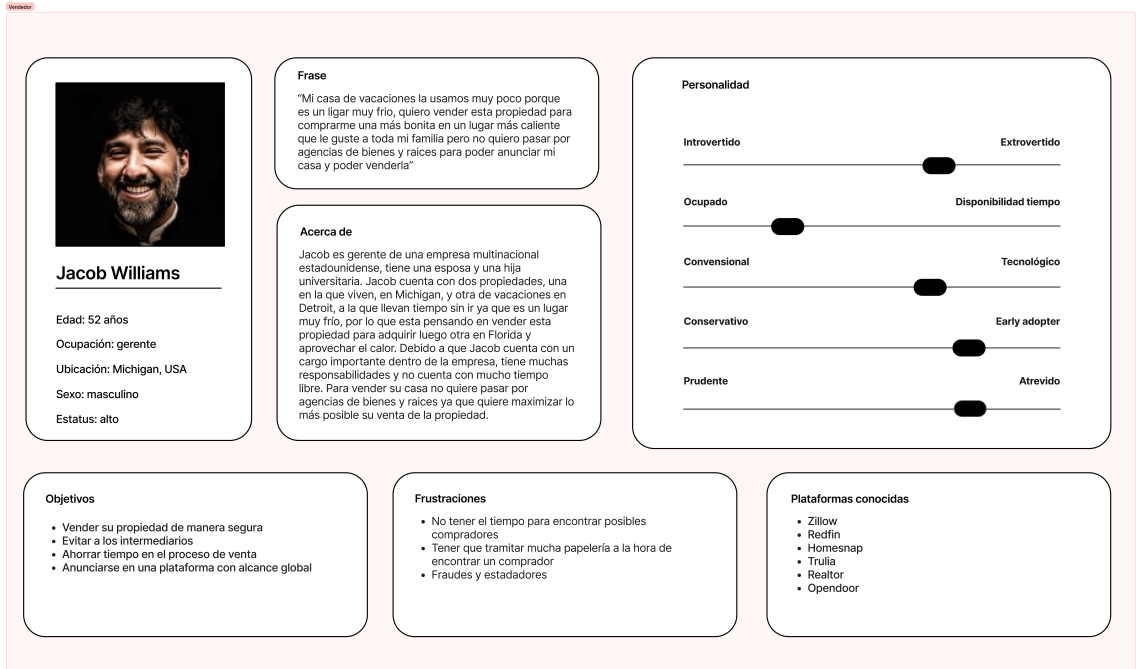 Vendedor
Jacob Williams
Edad: 52 años
Ocupación: gerente
Ubicación: Michigan, USA
Sexo: masculino
Estatus: alto
Frase
“Mi casa de vacaciones la usamos muy poco porque
es un ligar muy frio, quiero vender esta propiedad para
comprarme una más bonita en un lugar más caliente
que le guste a toda mi familia pero no quiero pasar por
agencias de bienes y raices para poder anunciar mi
casa y poder venderla”
Acerca de
Jacob es gerente de una empresa multinacional
estadounidense, tiene una esposa y una hija
universitaria. Jacob cuenta con dos propiedades, una
en la que viven, en Michigan, y otra de vacaciones en
Detroit, a la que llevan tiempo sin ir ya que es un lugar
muy frío, por lo que esta pensando en vender esta
propiedad para adquirir luego otra en Florida y
aprovechar el calor. Debido a que Jacob cuenta con un
cargo importante dentro de la empresa, tiene muchas
responsabilidades y no cuenta con mucho tiempo
libre. Para vender su casa no quiere pasar por
agencias de bienes y raices ya que quiere maximizar lo
más posible su venta de la propiedad.
Personalidad
Introvertido Extrovertido
Ocupado Disponibilidad tiempo
Convensional Tecnológico
Conservativo Early adopter
Prudente Atrevido
Objetivos
• Vender su propiedad de manera segura
• Evitar a los intermediarios
• Ahorrar tiempo en el proceso de venta
• Anunciarse en una plataforma con alcance global
Frustraciones
• No tener el tiempo para encontrar posibles
compradores
• Tener que tramitar mucha papelería a la hora de
encontrar un comprador
• Fraudes y estadadores
Plataformas conocidas
• Zillow
• Redfin
• Homesnap
• Trulia
• Realtor
• Opendoor